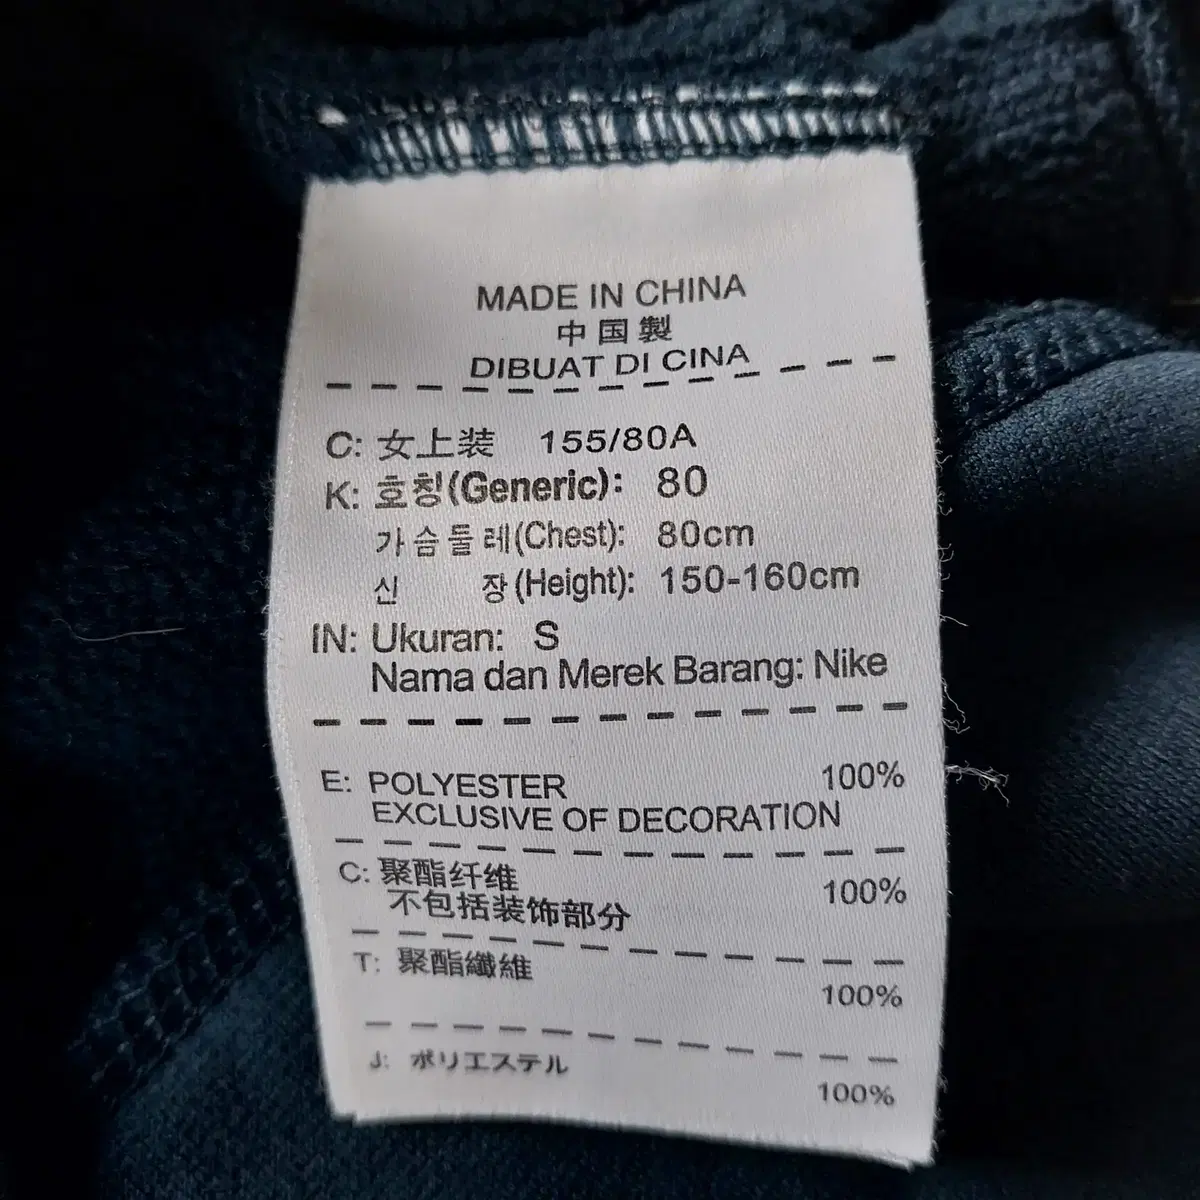 MADE IN CHINA
中国製
DIBUAT DI CINA
C: 女上装 155/80A
K: 호칭(Generic): 80
가슴둘레(Chest): 80cm
신 장(Height): 150-160cm
IN: Ukuran: S
Nama dan Merek Barang: Nike
E: POLYESTER 100%
EXCLUSIVE OF DECORATION
C: 聚酯纤维 100%
不包括装饰部分
T: 聚酯纖維 100%
J: ポリエステル 100%